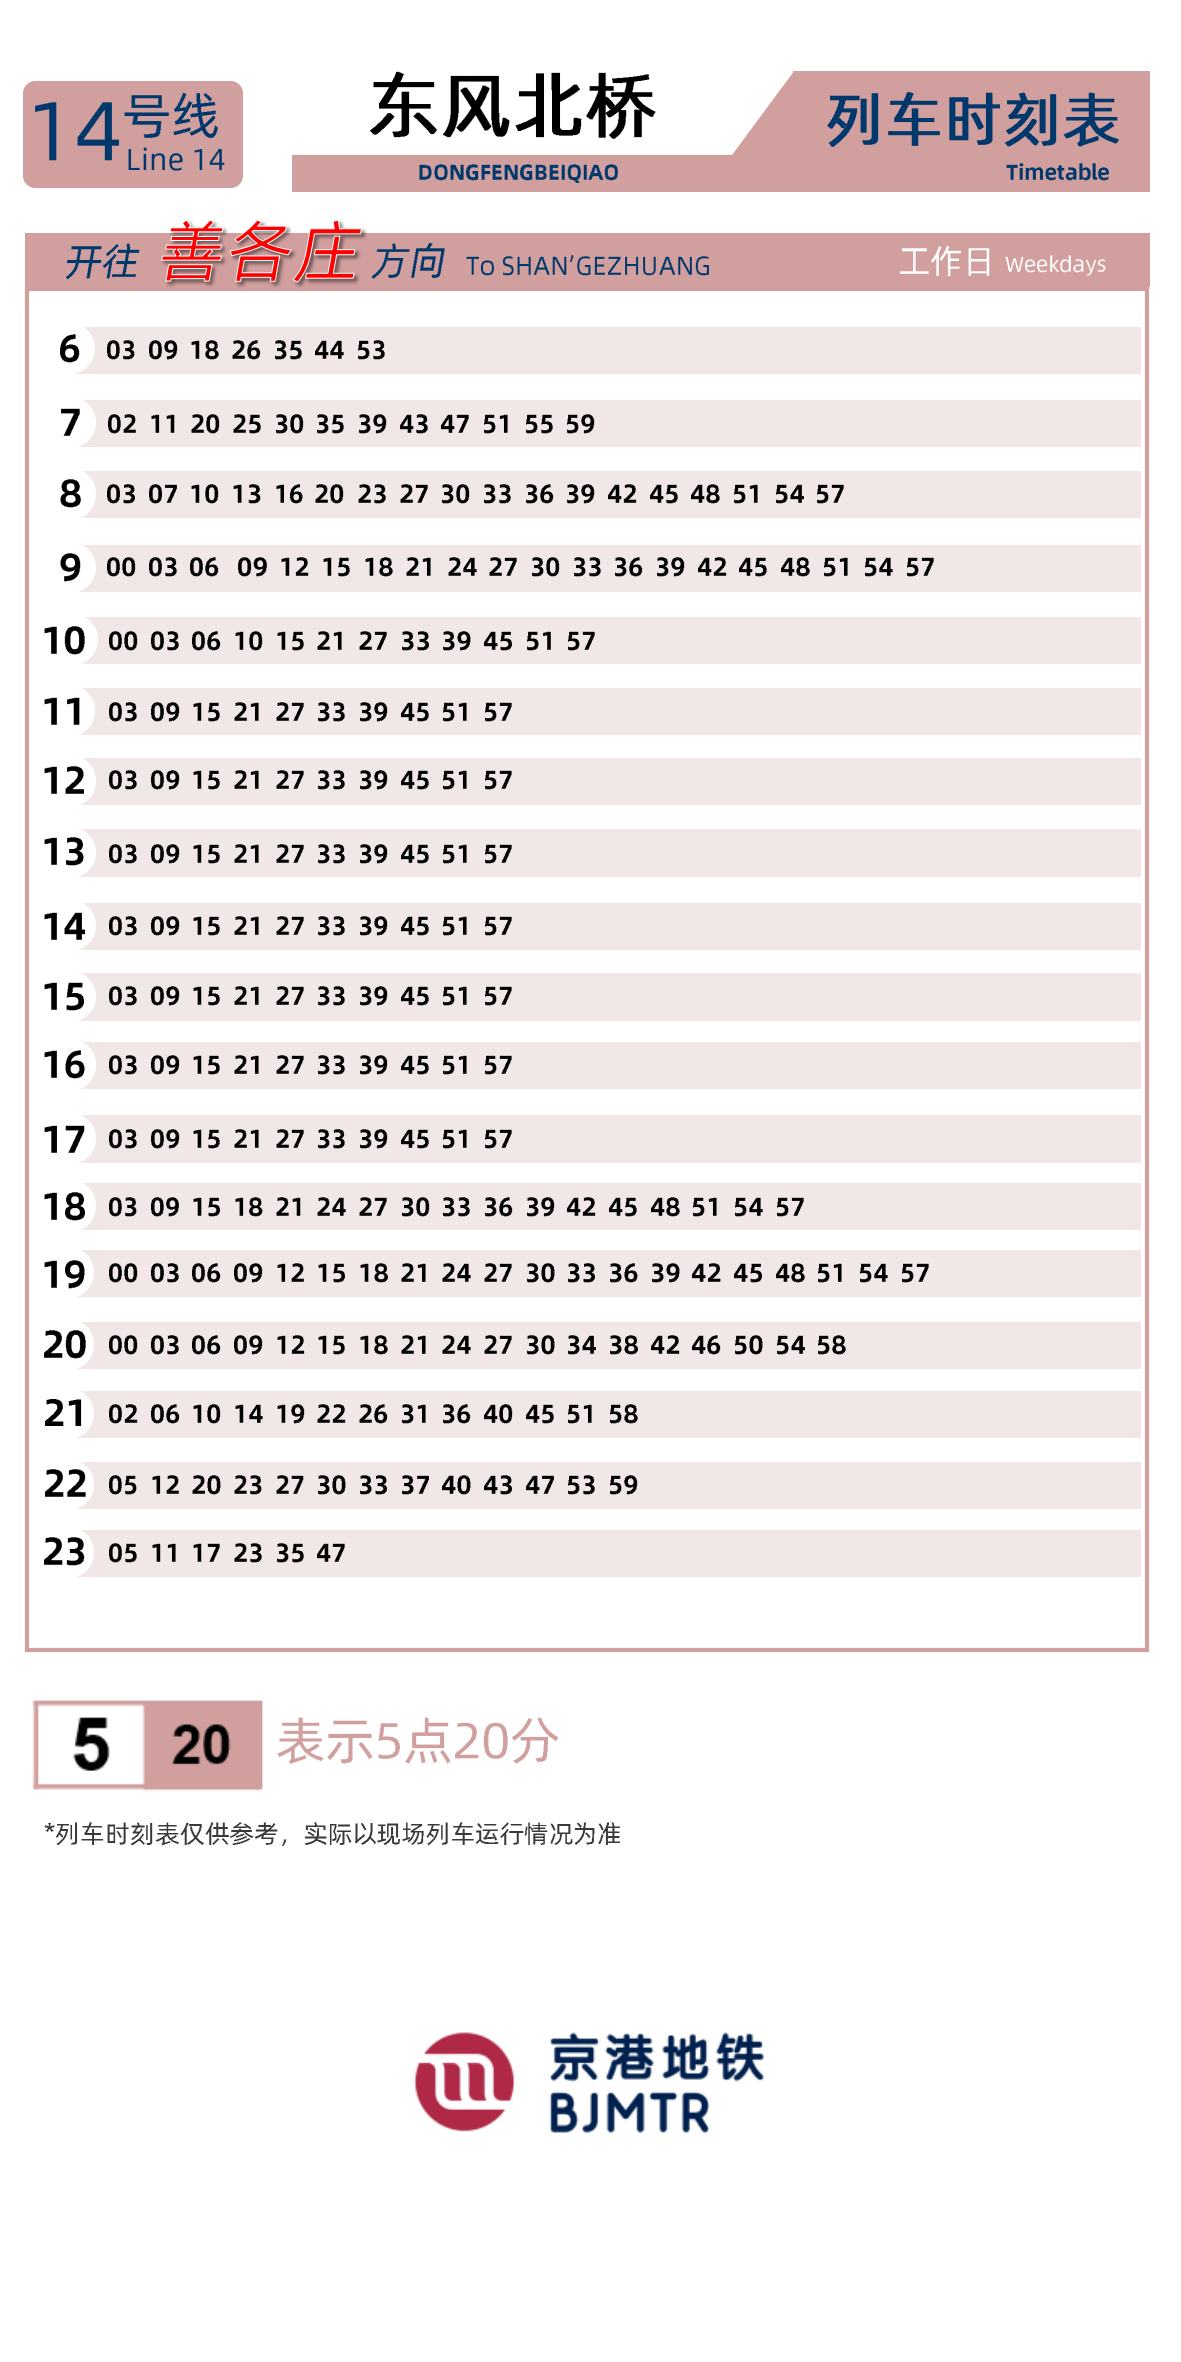 14号线
Line 14
东风北桥
DONGFENGBEIQIAO
列车时刻表
Timetable
开往 善各庄 方向 To SHAN’GEZHUANG 工作日 Weekdays
6 03 09 18 26 35 44 53
7 02 11 20 25 30 35 39 43 47 51 55 59
8 03 07 10 13 16 20 23 27 30 33 36 39 42 45 48 51 54 57
9 00 03 06 09 12 15 18 21 24 27 30 33 36 39 42 45 48 51 54 57
10 00 03 06 10 15 21 27 33 39 45 51 57
11 03 09 15 21 27 33 39 45 51 57
12 03 09 15 21 27 33 39 45 51 57
13 03 09 15 21 27 33 39 45 51 57
14 03 09 15 21 27 33 39 45 51 57
15 03 09 15 21 27 33 39 45 51 57
16 03 09 15 21 27 33 39 45 51 57
17 03 09 15 21 27 33 39 45 51 57
18 03 09 15 18 21 24 27 30 33 36 39 42 45 48 51 54 57
19 00 03 06 09 12 15 18 21 24 27 30 33 36 39 42 45 48 51 54 57
20 00 03 06 09 12 15 18 21 24 27 30 34 38 42 46 50 54 58
21 02 06 10 14 19 22 26 31 36 40 45 51 58
22 05 12 20 23 27 30 33 37 40 43 47 53 59
23 05 11 17 23 35 47
5 20 表示5点20分
*列车时刻表仅供参考，实际以现场列车运行情况为准
京港地铁
BJMTR